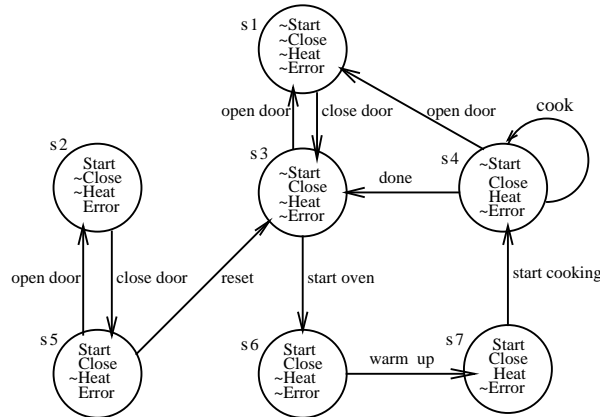 s1
~Start
~Close
~Heat
~Error
open door
close door
open door
cook
s2
Start
~Close
~Heat
Error
s3
~Start
Close
~Heat
~Error
done
s4
~Start
Close
Heat
~Error
open door
close door
reset
start oven
start cooking
s5
Start
Close
~Heat
Error
s6
Start
Close
~Heat
~Error
warm up
s7
Start
Close
Heat
~Error